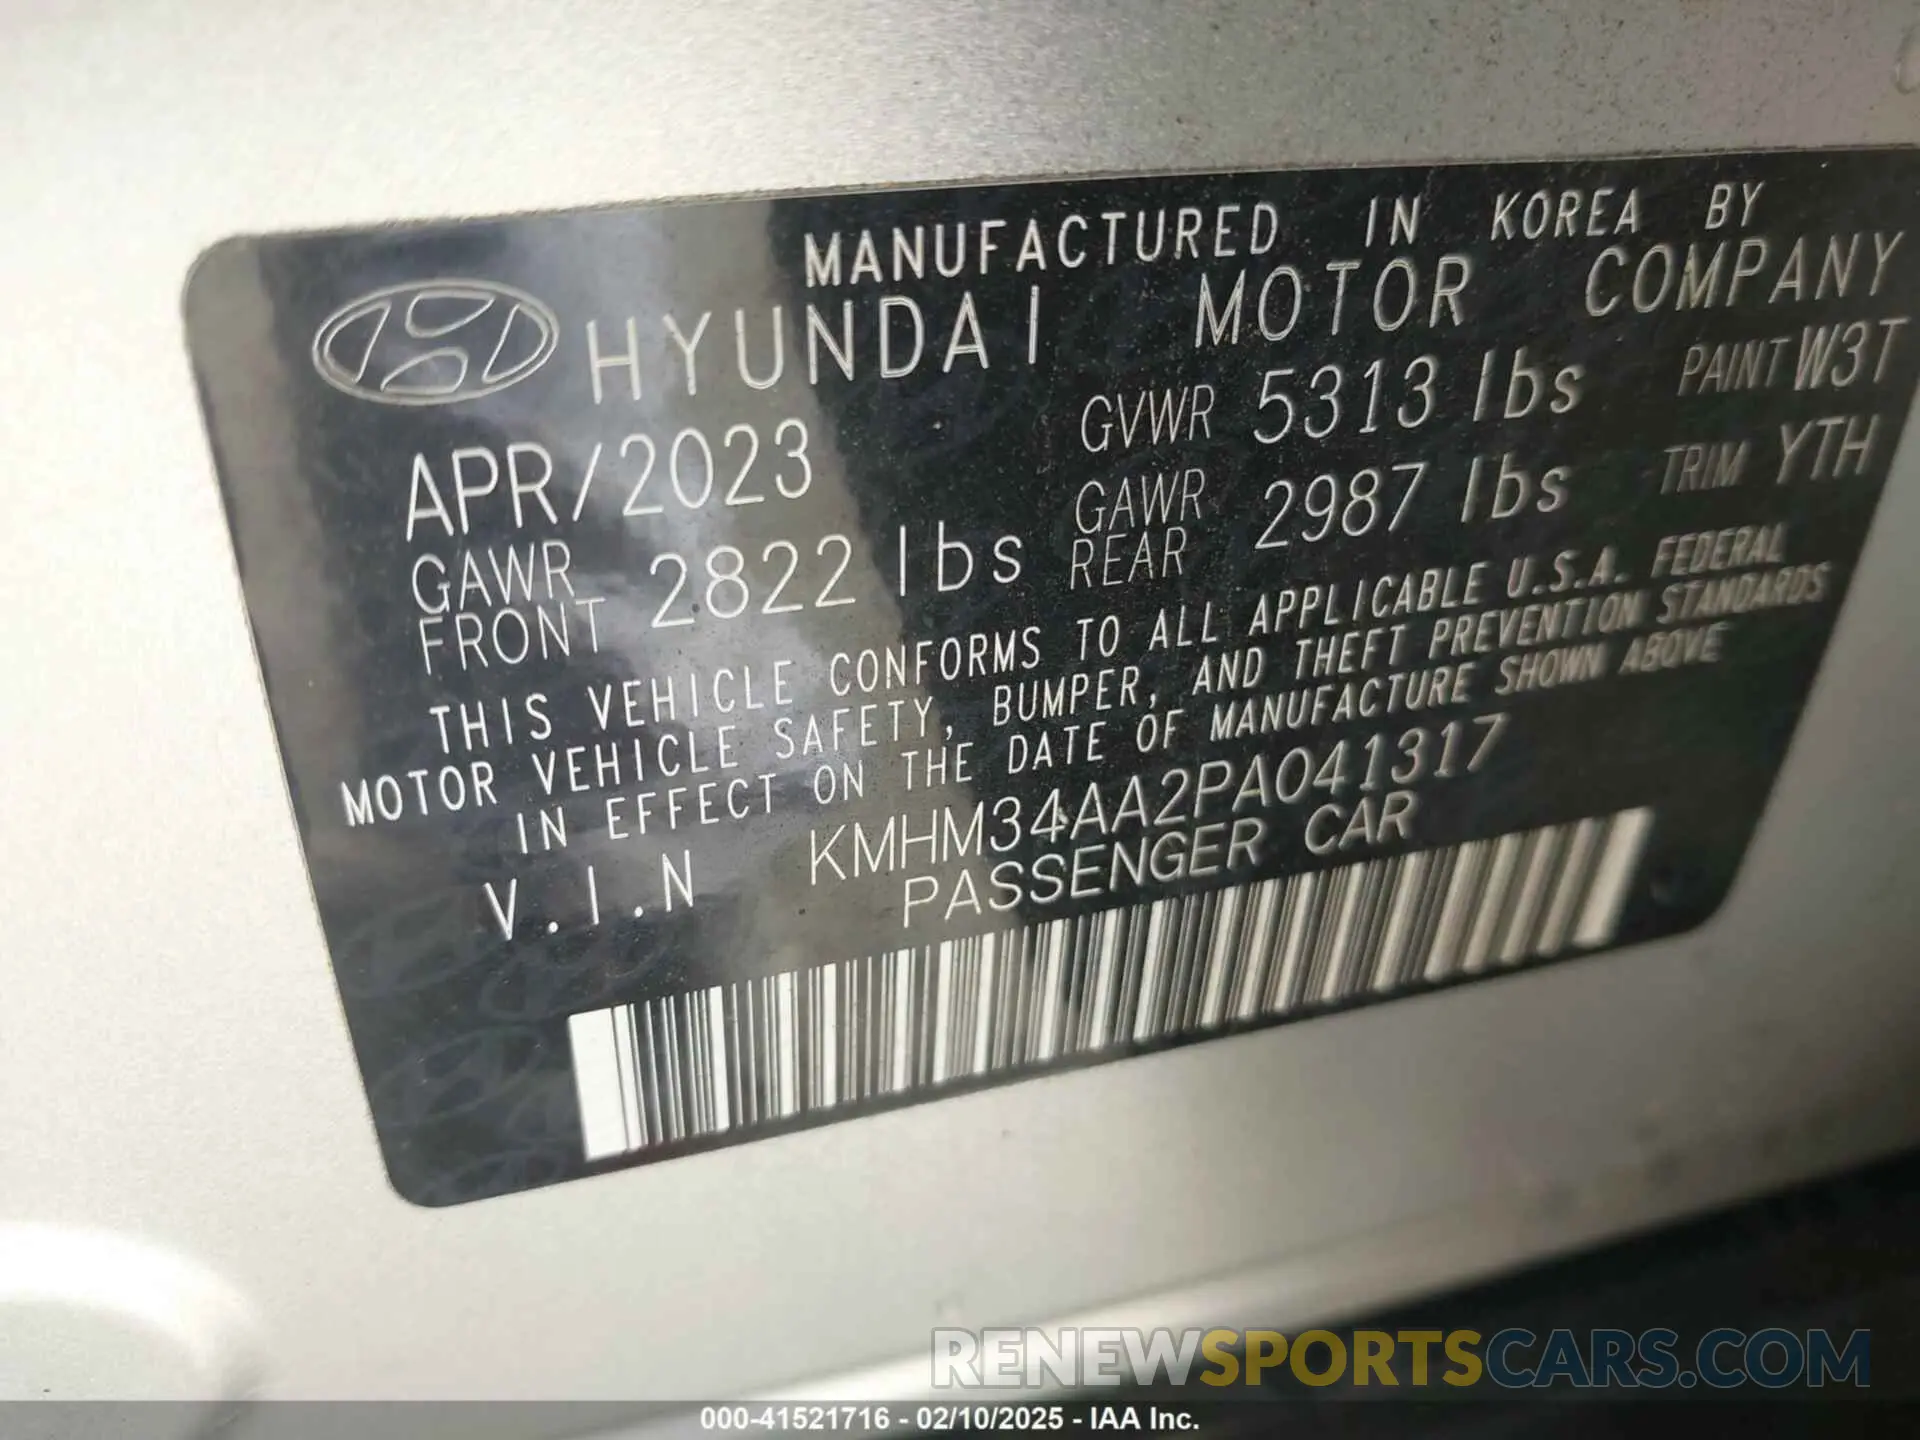 MANUFACTURED IN KOREA BY
HYUNDAI MOTOR COMPANY
APR/2023 GVWR 5313 lbs PAINT W3T
GAWR FRONT 2822 lbs GAWR REAR 2987 lbs TRIM YTH
THIS VEHICLE CONFORMS TO ALL APPLICABLE U.S.A. FEDERAL
MOTOR VEHICLE SAFETY, BUMPER, AND THEFT PREVENTION STANDARDS
IN EFFECT ON THE DATE OF MANUFACTURE SHOWN ABOVE
V.I.N KMHM34AA2PA041317
PASSENGER CAR
RENEWSPORTSCARS.COM
000-41521716 - 02/10/2025 - IAA Inc.